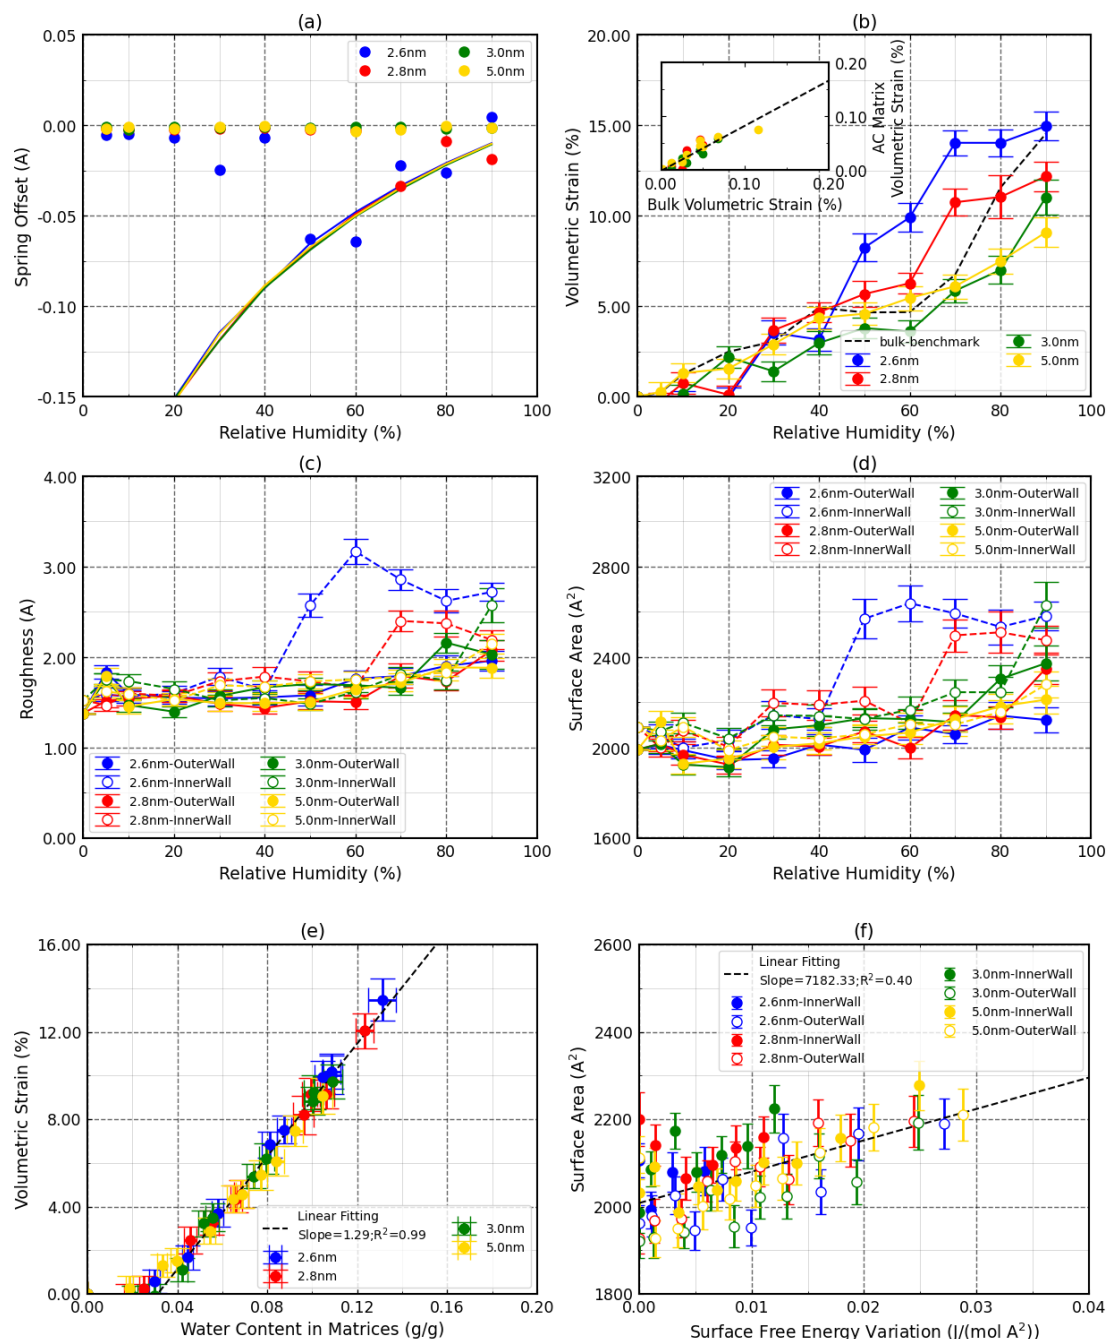 (a)
0.05
0.00
-0.05
-0.10
-0.15
Spring Offset (A)
2.6nm
2.8nm
3.0nm
5.0nm
0
20
40
60
80
100
Relative Humidity (%)
(b)
20.00
15.00
10.00
5.00
0.00
Volumetric Strain (%)
0.20
0.10
0.00
AC Matrix
Volumetric Strain (%)
0.00
0.10
0.20
Bulk Volumetric Strain (%)
bulk-benchmark
2.6nm
2.8nm
3.0nm
5.0nm
0
20
40
60
80
100
Relative Humidity (%)
(c)
4.00
3.00
2.00
1.00
0.00
Roughness (A)
2.6nm-OuterWall
2.6nm-InnerWall
2.8nm-OuterWall
2.8nm-InnerWall
3.0nm-OuterWall
3.0nm-InnerWall
5.0nm-OuterWall
5.0nm-InnerWall
0
20
40
60
80
100
Relative Humidity (%)
(d)
3200
2800
2400
2000
1600
Surface Area (A²)
2.6nm-OuterWall
2.6nm-InnerWall
2.8nm-OuterWall
2.8nm-InnerWall
3.0nm-OuterWall
3.0nm-InnerWall
5.0nm-OuterWall
5.0nm-InnerWall
0
20
40
60
80
100
Relative Humidity (%)
(e)
16.00
12.00
8.00
4.00
0.00
Volumetric Strain (%)
Linear Fitting
Slope=1.29;R²=0.99
2.6nm
2.8nm
3.0nm
5.0nm
0.00
0.04
0.08
0.12
0.16
0.20
Water Content in Matrices (g/g)
(f)
2600
2400
2200
2000
1800
Surface Area (A²)
Linear Fitting
Slope=7182.33;R²=0.40
2.6nm-InnerWall
2.6nm-OuterWall
2.8nm-InnerWall
2.8nm-OuterWall
3.0nm-InnerWall
3.0nm-OuterWall
5.0nm-InnerWall
5.0nm-OuterWall
0.00
0.01
0.02
0.03
0.04
Surface Free Energy Variation (J/(mol A²))